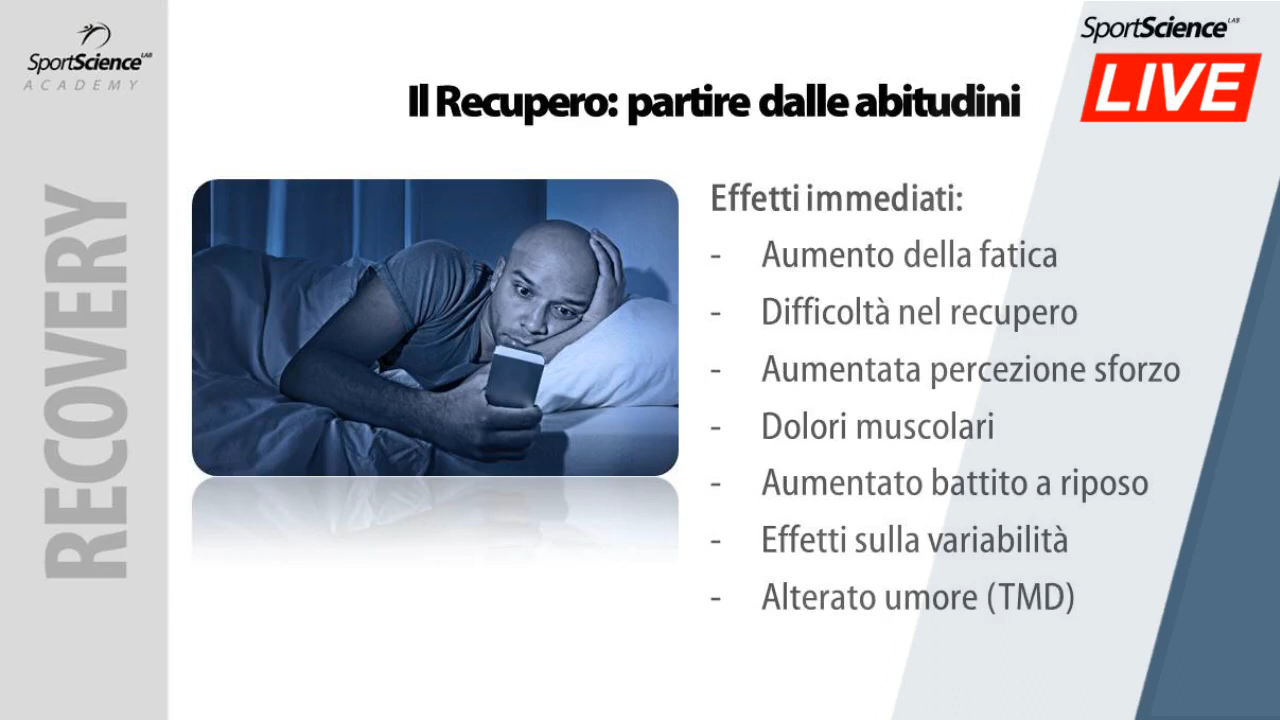 SportScience LAB
ACADEMY
SportScience LAB
LIVE
Il Recupero: partire dalle abitudini
RECOVERY
Effetti immediati:
- Aumento della fatica
- Difficoltà nel recupero
- Aumentata percezione sforzo
- Dolori muscolari
- Aumentato battito a riposo
- Effetti sulla variabilità
- Alterato umore (TMD)